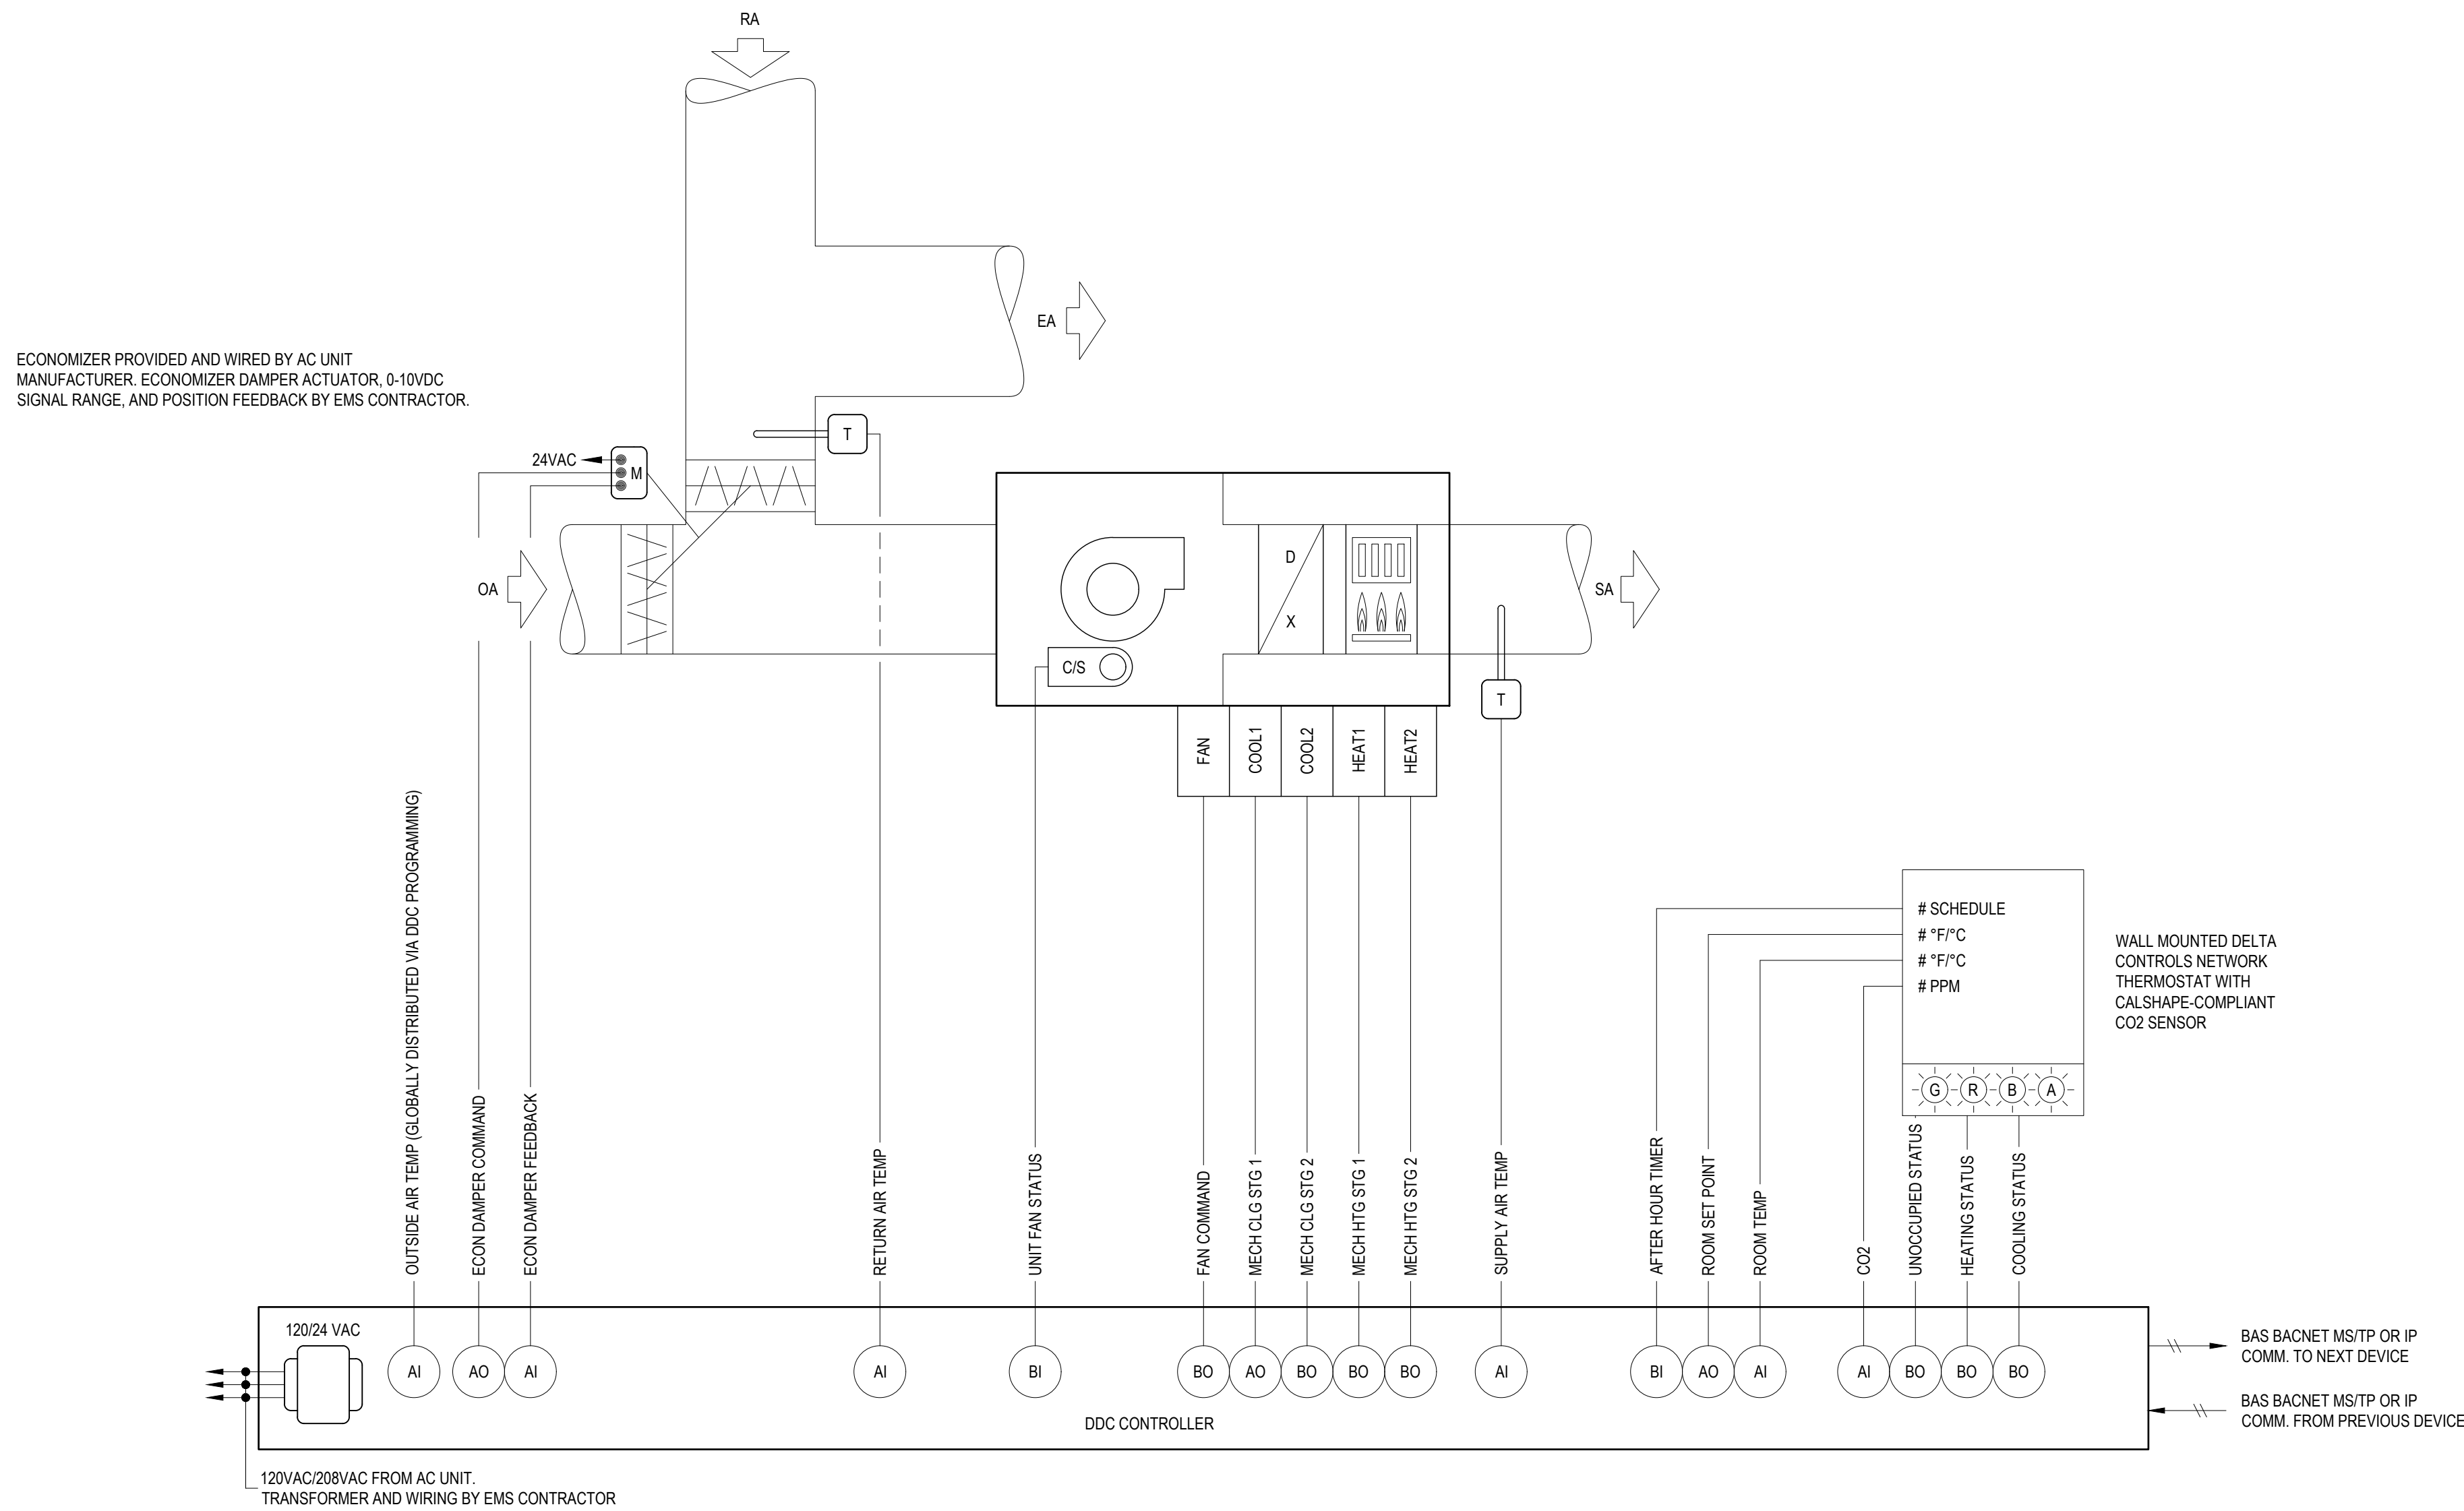 RA
EA
ECONOMIZER PROVIDED AND WIRED BY AC UNIT
MANUFACTURER. ECONOMIZER DAMPER ACTUATOR, 0-10VDC
SIGNAL RANGE, AND POSITION FEEDBACK BY EMS CONTRACTOR.
T
24VAC
M
OA
D
X
SA
C/S
T
FAN
COOL1
COOL2
HEAT1
HEAT2
# SCHEDULE
# °F/°C
# °F/°C
# PPM
WALL MOUNTED DELTA
CONTROLS NETWORK
THERMOSTAT WITH
CALSHAPE-COMPLIANT
CO2 SENSOR
G R B A
OUTSIDE AIR TEMP (GLOBALLY DISTRIBUTED VIA DDC PROGRAMMING)
ECON DAMPER COMMAND
ECON DAMPER FEEDBACK
RETURN AIR TEMP
UNIT FAN STATUS
FAN COMMAND
MECH CLG STG 1
MECH CLG STG 2
MECH HTG STG 1
MECH HTG STG 2
SUPPLY AIR TEMP
AFTER HOUR TIMER
ROOM SET POINT
ROOM TEMP
CO2
UNOCCUPIED STATUS
HEATING STATUS
COOLING STATUS
120/24 VAC
AI AO AI AI BI BO AO BO BO BO AI BI AO AI AI BO BO BO
DDC CONTROLLER
BAS BACNET MS/TP OR IP
COMM. TO NEXT DEVICE
BAS BACNET MS/TP OR IP
COMM. FROM PREVIOUS DEVICE
120VAC/208VAC FROM AC UNIT.
TRANSFORMER AND WIRING BY EMS CONTRACTOR